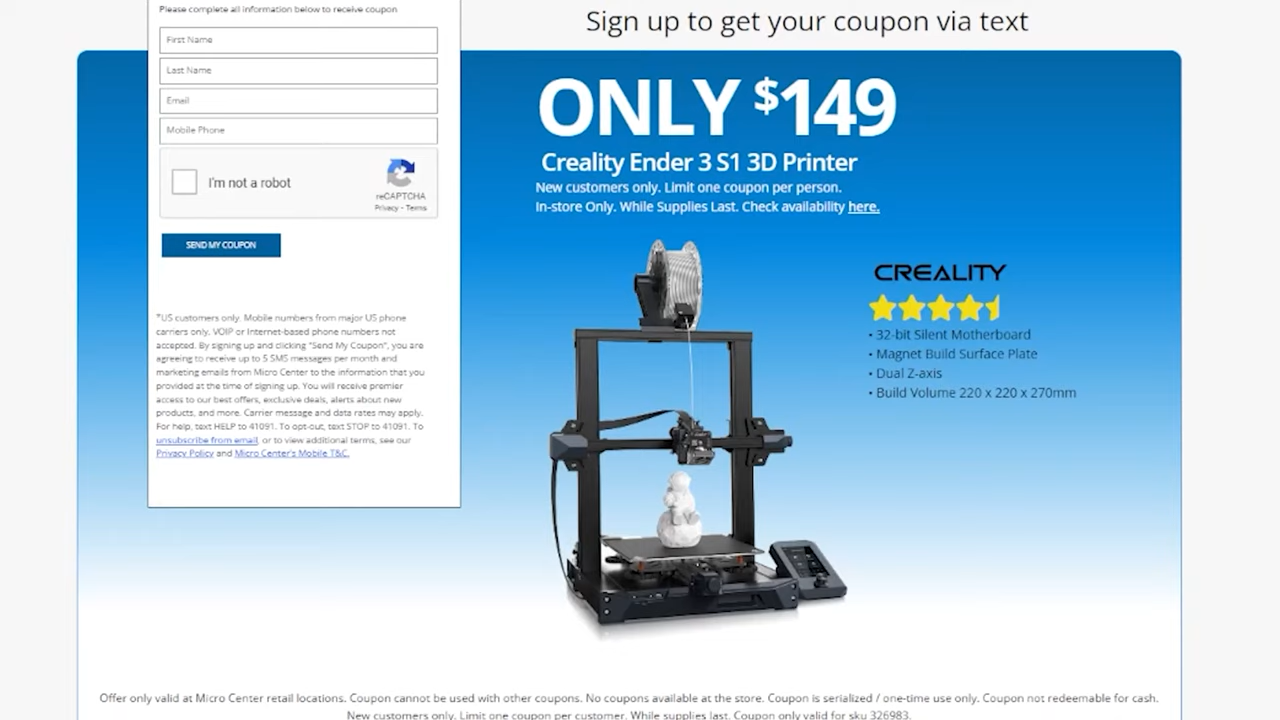 Please complete all information below to receive coupon
First Name
Last Name
Email
Mobile Phone
I'm not a robot
reCAPTCHA
Privacy - Terms
SEND MY COUPON
*US customers only. Mobile numbers from major US phone
carriers only. VOIP or Internet-based phone numbers not
accepted. By signing up and clicking "Send My Coupon", you are
agreeing to receive up to 5 SMS messages per month and
marketing emails from Micro Center to the information that you
provided at the time of signing up. You will receive premier
access to our best offers, exclusive deals, alerts about new
products, and more. Carrier message and data rates may apply.
For help, text HELP to 41091. To opt-out, text STOP to 41091. To
unsubscribe from email, or to view additional terms, see our
Privacy Policy and Micro Center's Mobile T&C.
Sign up to get your coupon via text
ONLY $149
Creality Ender 3 S1 3D Printer
New customers only. Limit one coupon per person.
In-store Only. While Supplies Last. Check availability here.
CREALITY
• 32-bit Silent Motherboard
• Magnet Build Surface Plate
• Dual Z-axis
• Build Volume 220 x 220 x 270mm
Offer only valid at Micro Center retail locations. Coupon cannot be used with other coupons. No coupons available at the store. Coupon is serialized / one-time use only. Coupon not redeemable for cash.
New customers only. Limit one coupon per customer. While supplies last. Coupon only valid for sku 326983.